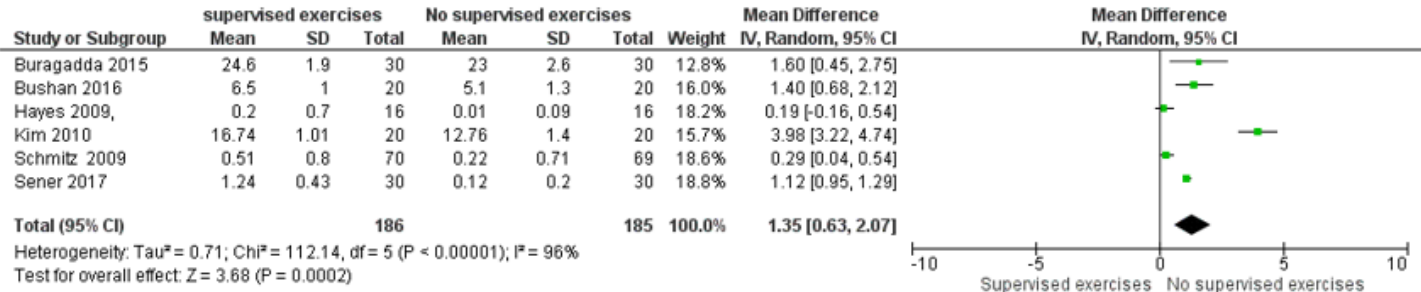 supervised exercises No supervised exercises Mean Difference Mean Difference
Study or Subgroup Mean SD Total Mean SD Total Weight IV, Random, 95% CI IV, Random, 95% CI
Buragadda 2015 24.6 1.9 30 23 2.6 30 12.8% 1.60 [0.45, 2.75]
Bushan 2016 6.5 1 20 5.1 1.3 20 16.0% 1.40 [0.68, 2.12]
Hayes 2009, 0.2 0.7 16 0.01 0.09 16 18.2% 0.19 [-0.16, 0.54]
Kim 2010 16.74 1.01 20 12.76 1.4 20 15.7% 3.98 [3.22, 4.74]
Schmitz 2009 0.51 0.8 70 0.22 0.71 69 18.6% 0.29 [0.04, 0.54]
Sener 2017 1.24 0.43 30 0.12 0.2 30 18.8% 1.12 [0.95, 1.29]
Total (95% CI) 186 185 100.0% 1.35 [0.63, 2.07]
Heterogeneity: Tau² = 0.71; Chi² = 112.14, df = 5 (P < 0.00001); I² = 96%
Test for overall effect: Z = 3.68 (P = 0.0002)
-10 -5 0 5 10
Supervised exercises No supervised exercises